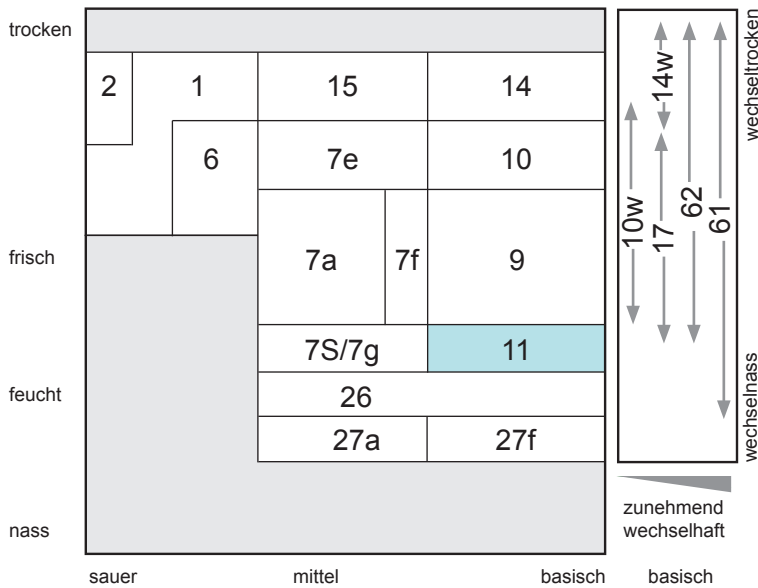 trocken
2 1 15 14
6 7e 10
frisch
7a 7f 9
7S/7g 11
feucht
26
27a 27f
nass
sauer mittel basisch
10w
17
14w
62
61
wechseltrocken
wechselnass
zunehmend
wechselhaft
basisch